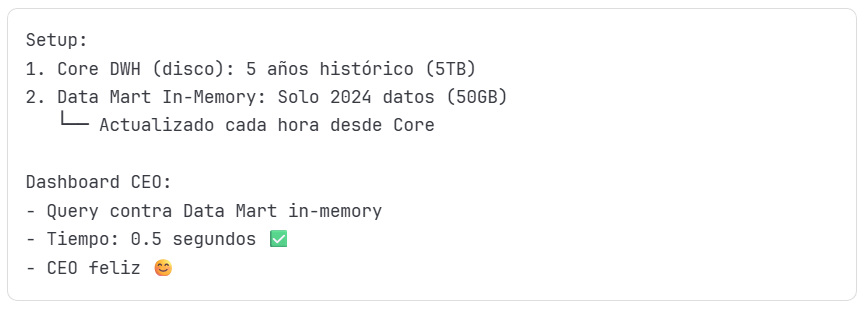 Setup:
1. Core DWH (disco): 5 años histórico (5TB)
2. Data Mart In-Memory: Solo 2024 datos (50GB)
   └── Actualizado cada hora desde Core

Dashboard CEO:
- Query contra Data Mart in-memory
- Tiempo: 0.5 segundos ✅
- CEO feliz 😊